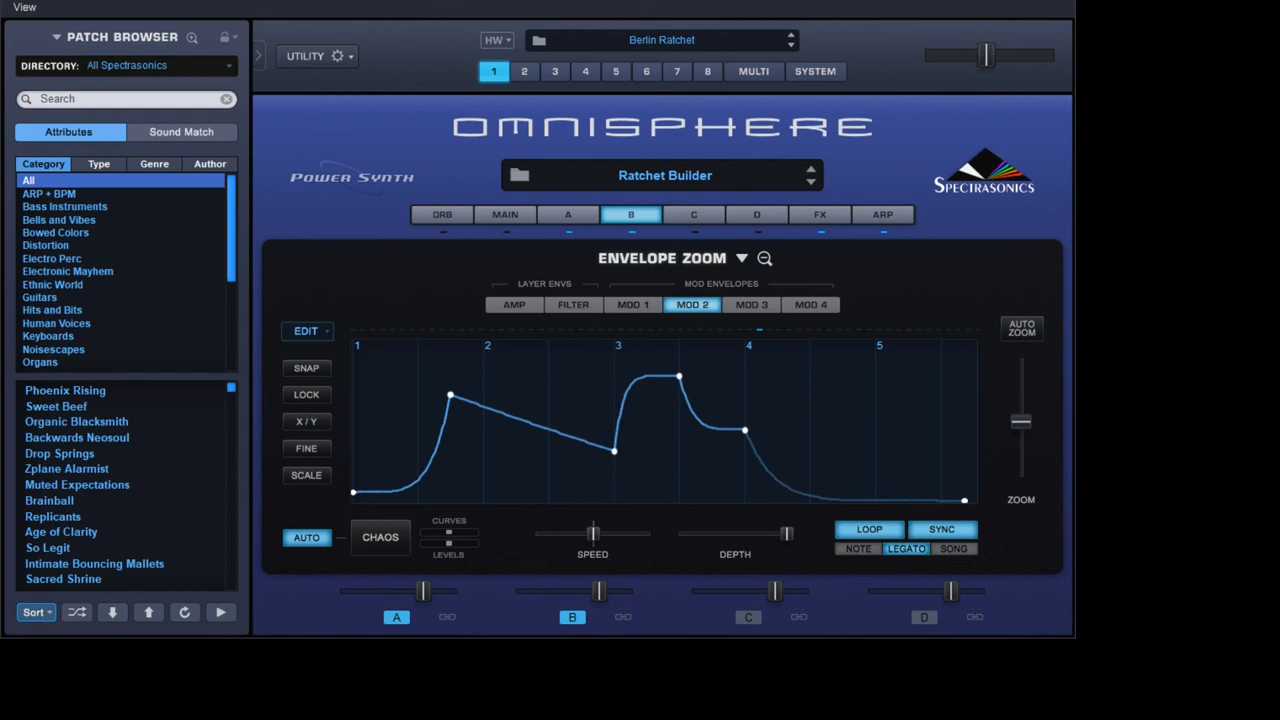 View
PATCH BROWSER
DIRECTORY: All Spectrasonics
Search
Attributes
Sound Match
Category
Type
Genre
Author
All
ARP + BPM
Bass Instruments
Bells and Vibes
Bowed Colors
Distortion
Electro Perc
Electronic Mayhem
Ethnic World
Guitars
Hits and Bits
Human Voices
Keyboards
Noisescapes
Organs
Phoenix Rising
Sweet Beef
Organic Blacksmith
Backwards Neosoul
Drop Springs
Zplane Alarmist
Muted Expectations
Brainball
Replicants
Age of Clarity
So Legit
Intimate Bouncing Mallets
Sacred Shrine
Sort
UTILITY
HW
Berlin Ratchet
1 2 3 4 5 6 7 8 MULTI SYSTEM
OMNISPHERE
POWER SYNTH
Ratchet Builder
SPECTRASONICS
ORB MAIN A B C D FX ARP
ENVELOPE ZOOM
LAYER ENVS
MOD ENVELOPES
AMP FILTER MOD 1 MOD 2 MOD 3 MOD 4
EDIT
AUTO ZOOM
1 2 3 4 5
SNAP
LOCK
X / Y
FINE
SCALE
ZOOM
AUTO
CHAOS
CURVES
LEVELS
SPEED
DEPTH
LOOP
SYNC
NOTE LEGATO SONG
A B C D